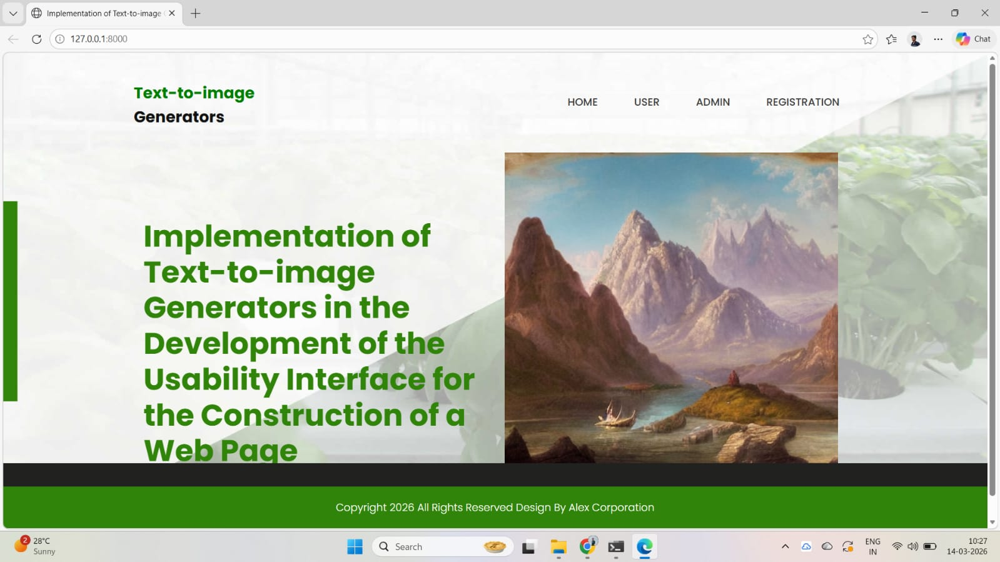 Implementation of Text-to-image
127.0.0.1:8000
Chat
Text-to-image
Generators
HOME
USER
ADMIN
REGISTRATION
Implementation of
Text-to-image
Generators in the
Development of the
Usability Interface for
the Construction of a
Web Page
Copyright 2026 All Rights Reserved Design By Alex Corporation
2
28°C
Sunny
Search
ENG
IN
10:27
14-03-2026